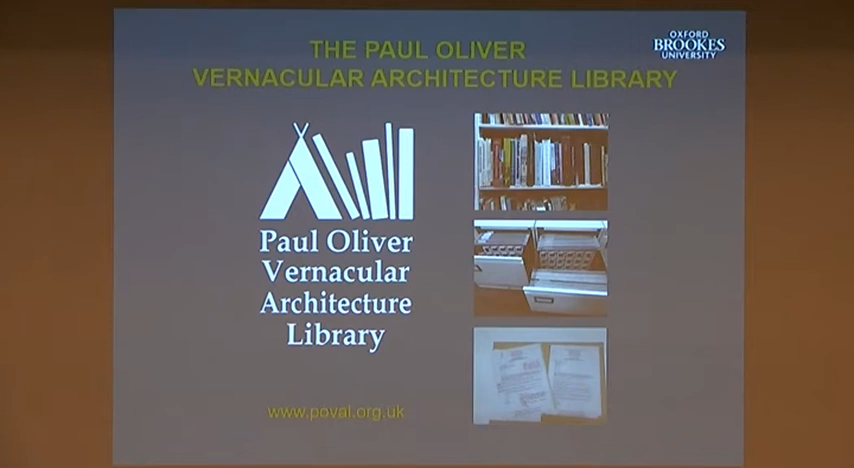 THE PAUL OLIVER
VERNACULAR ARCHITECTURE LIBRARY
OXFORD
BROOKES
UNIVERSITY
Paul Oliver
Vernacular
Architecture
Library
www.poval.org.uk